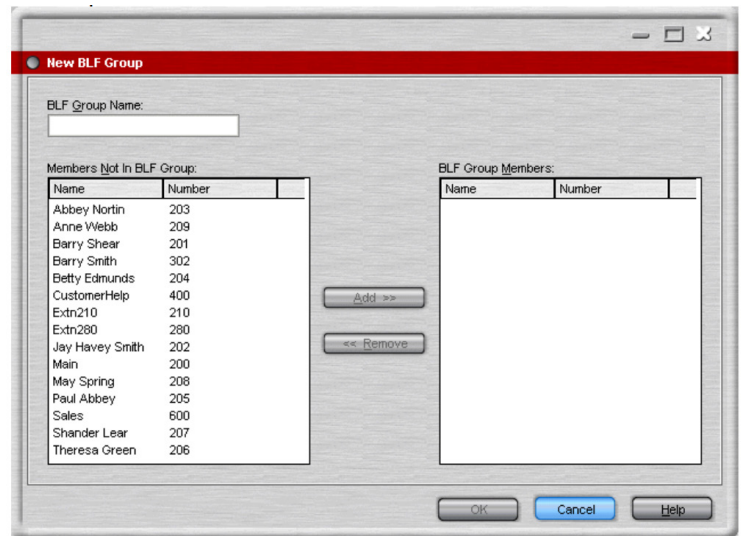 New BLF Group
BLF Group Name:
Members Not In BLF Group:
BLF Group Members:
Name Number
Name Number
Abbey Nortin 203
Anne Webb 209
Barry Shear 201
Barry Smith 302
Betty Edmunds 204
CustomerHelp 400
Extn210 210
Extn280 280
Jay Havey Smith 202
Main 200
May Spring 208
Paul Abbey 205
Sales 600
Shander Lear 207
Theresa Green 206
Add >>
<< Remove
OK Cancel Help